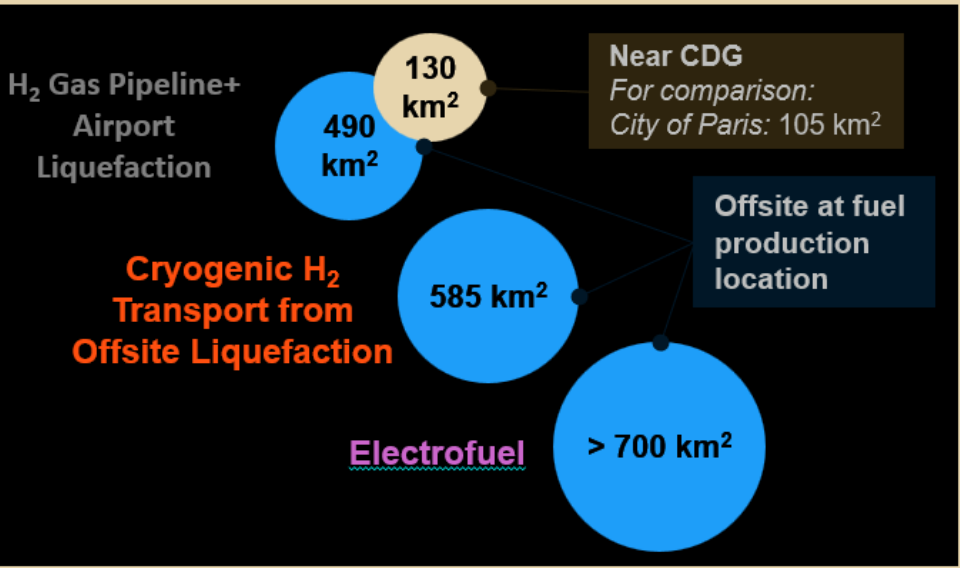 H₂ Gas Pipeline+
Airport
Liquefaction
130
km²
490
km²
Near CDG
For comparison:
City of Paris: 105 km²
Offsite at fuel
production
location
Cryogenic H₂
Transport from
Offsite Liquefaction
585 km²
Electrofuel
> 700 km²